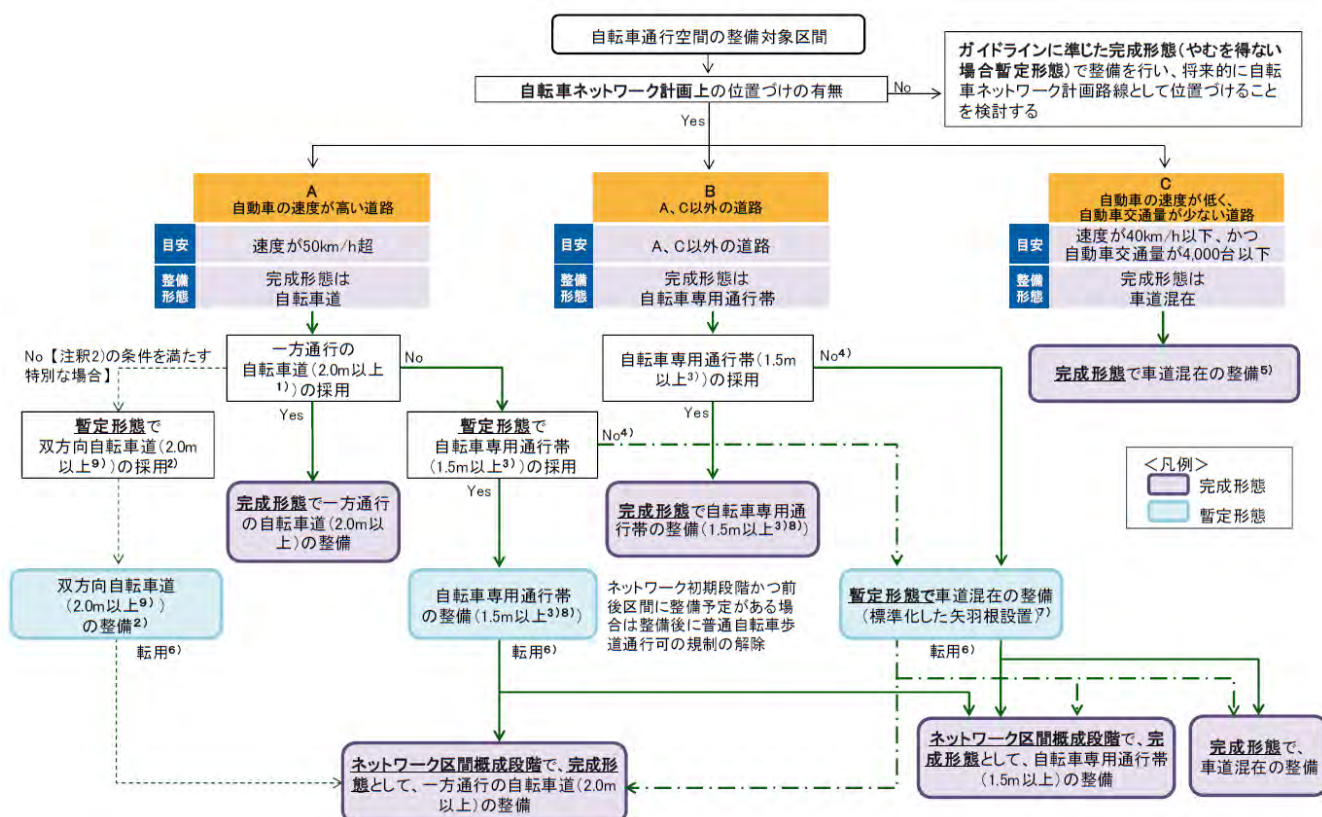 自転車通行空間の整備対象区間
ガイドラインに準じた完成形態(やむを得ない
場合暫定形態)で整備を行い、将来的に自転
車ネットワーク計画路線として位置づけること
を検討する
自転車ネットワーク計画上の位置づけの有無
No
Yes
A
自動車の速度が高い道路
目安
速度が50km/h超
整備
形態
完成形態は
自転車道
B
A、C以外の道路
目安
A、C以外の道路
整備
形態
完成形態は
自転車専用通行帯
C
自動車の速度が低く、
自動車交通量が少ない道路
目安
速度が40km/h以下、かつ
自動車交通量が4,000台以下
整備
形態
完成形態は
車道混在
No 【注釈2)の条件を満たす
特別な場合】
一方通行の
自転車道(2.0m以上
1))の採用
No
Yes
自転車専用通行帯(1.5m
以上3))の採用
No4)
Yes
完成形態で車道混在の整備5)
暫定形態で
双方向自転車道(2.0m
以上9))の採用2)
暫定形態で
自転車専用通行帯
(1.5m以上3))の採用
No4)
Yes
完成形態で一方通行
の自転車道(2.0m以
上)の整備
完成形態で自転車専用通
行帯の整備(1.5m以上3)8))
<凡例>
完成形態
暫定形態
双方向自転車道
(2.0m以上9))
の整備2)
転用6)
自転車専用通行帯
の整備(1.5m以上3)8))
転用6)
ネットワーク初期段階かつ前
後区間に整備予定がある場
合は整備後に普通自転車歩
道通行可の規制の解除
暫定形態で車道混在の整備
(標準化した矢羽根設置)7)
転用6)
ネットワーク区間概成段階で、完成形
態として、一方通行の自転車道(2.0m
以上)の整備
ネットワーク区間概成段階で、完
成形態として、自転車専用通行帯
(1.5m以上)の整備
完成形態で、
車道混在の整備